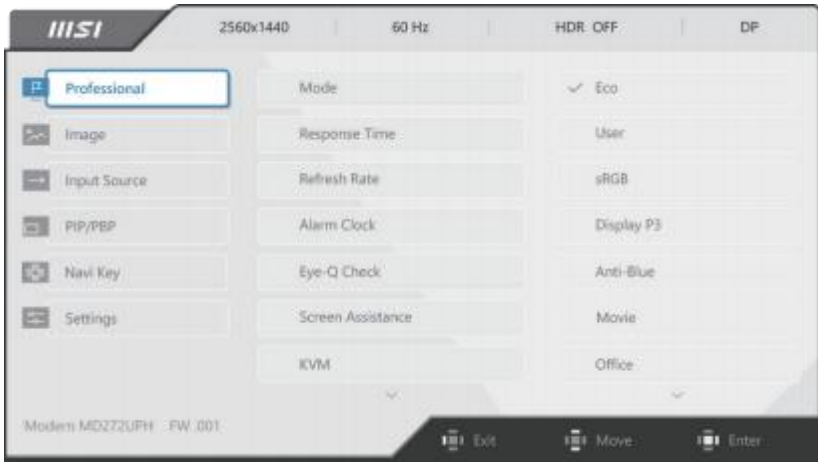 msi 2560x1440 60 Hz HDR OFF DP
Professional Mode Eco
Image Response Time User
Input Source Refresh Rate sRGB
PIP/PBP Alarm Clock Display P3
Navi Key Eye-Q Check Anti-Blue
Settings Screen Assistance Movie
KVM Office
Modern MD272UPH FW .001
Exit Move Enter